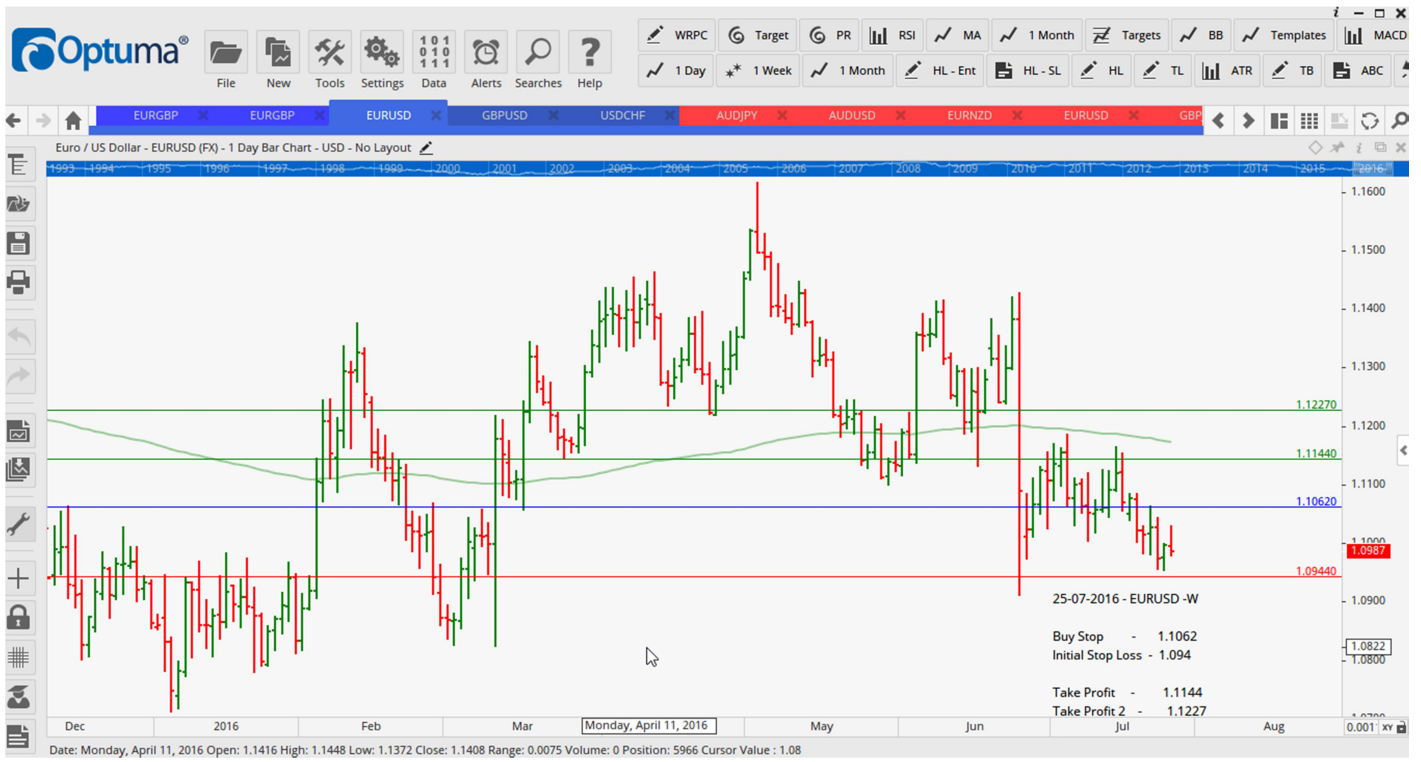 Optuma®
101
010
111
File New Tools Settings Data Alerts Searches Help
WRPC Target PR RSI MA 1 Month Targets BB Templates MACD
1 Day 1 Week 1 Month HL - Ent HL - SL HL TL ATR TB ABC
EURGBP EURGBP EURUSD GBPUSD USDCHF AUDJPY AUDUSD EURNZD EURUSD GBP
Euro / US Dollar - EURUSD (FX) - 1 Day Bar Chart - USD - No Layout
1993 1994 1995 1996 1997 1998 1999 2000 2001 2002 2003 2004 2005 2006 2007 2008 2009 2010 2011 2012 2013 2014 2015 2016
1.1600
1.1500
1.1400
1.1300
1.12270
1.1200
1.11440
1.1100
1.10620
1.1000
1.0987
1.09440
25-07-2016 - EURUSD -W
1.0900
Buy Stop - 1.1062
1.0822
Initial Stop Loss - 1.094
1.0800
Take Profit - 1.1144
Take Profit 2 - 1.1227
1.0700
Dec 2016 Feb Mar Monday, April 11, 2016 May Jun Jul Aug 0.001 XY
Date: Monday, April 11, 2016 Open: 1.1416 High: 1.1448 Low: 1.1372 Close: 1.1408 Range: 0.0075 Volume: 0 Position: 5966 Cursor Value : 1.08